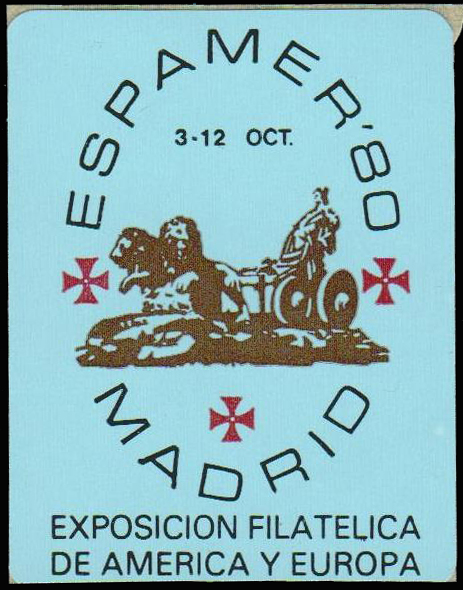 ESPAMER'80
3-12 OCT.
MADRID
EXPOSICION FILATELICA
DE AMERICA Y EUROPA